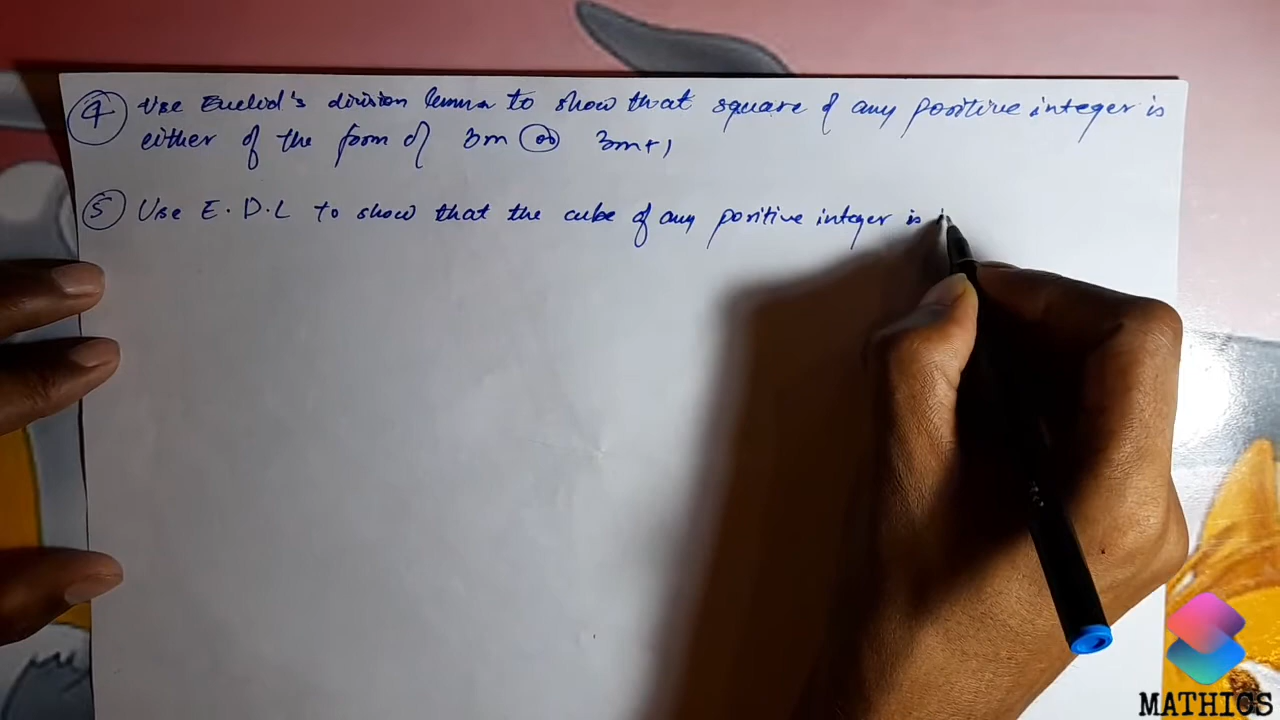 4 Use Euclid's division lemma to show that square of any positive integer is
either of the form of 3m or 3m+1
5 Use E.D.L to show that the cube of any positive integer is
MATHICS